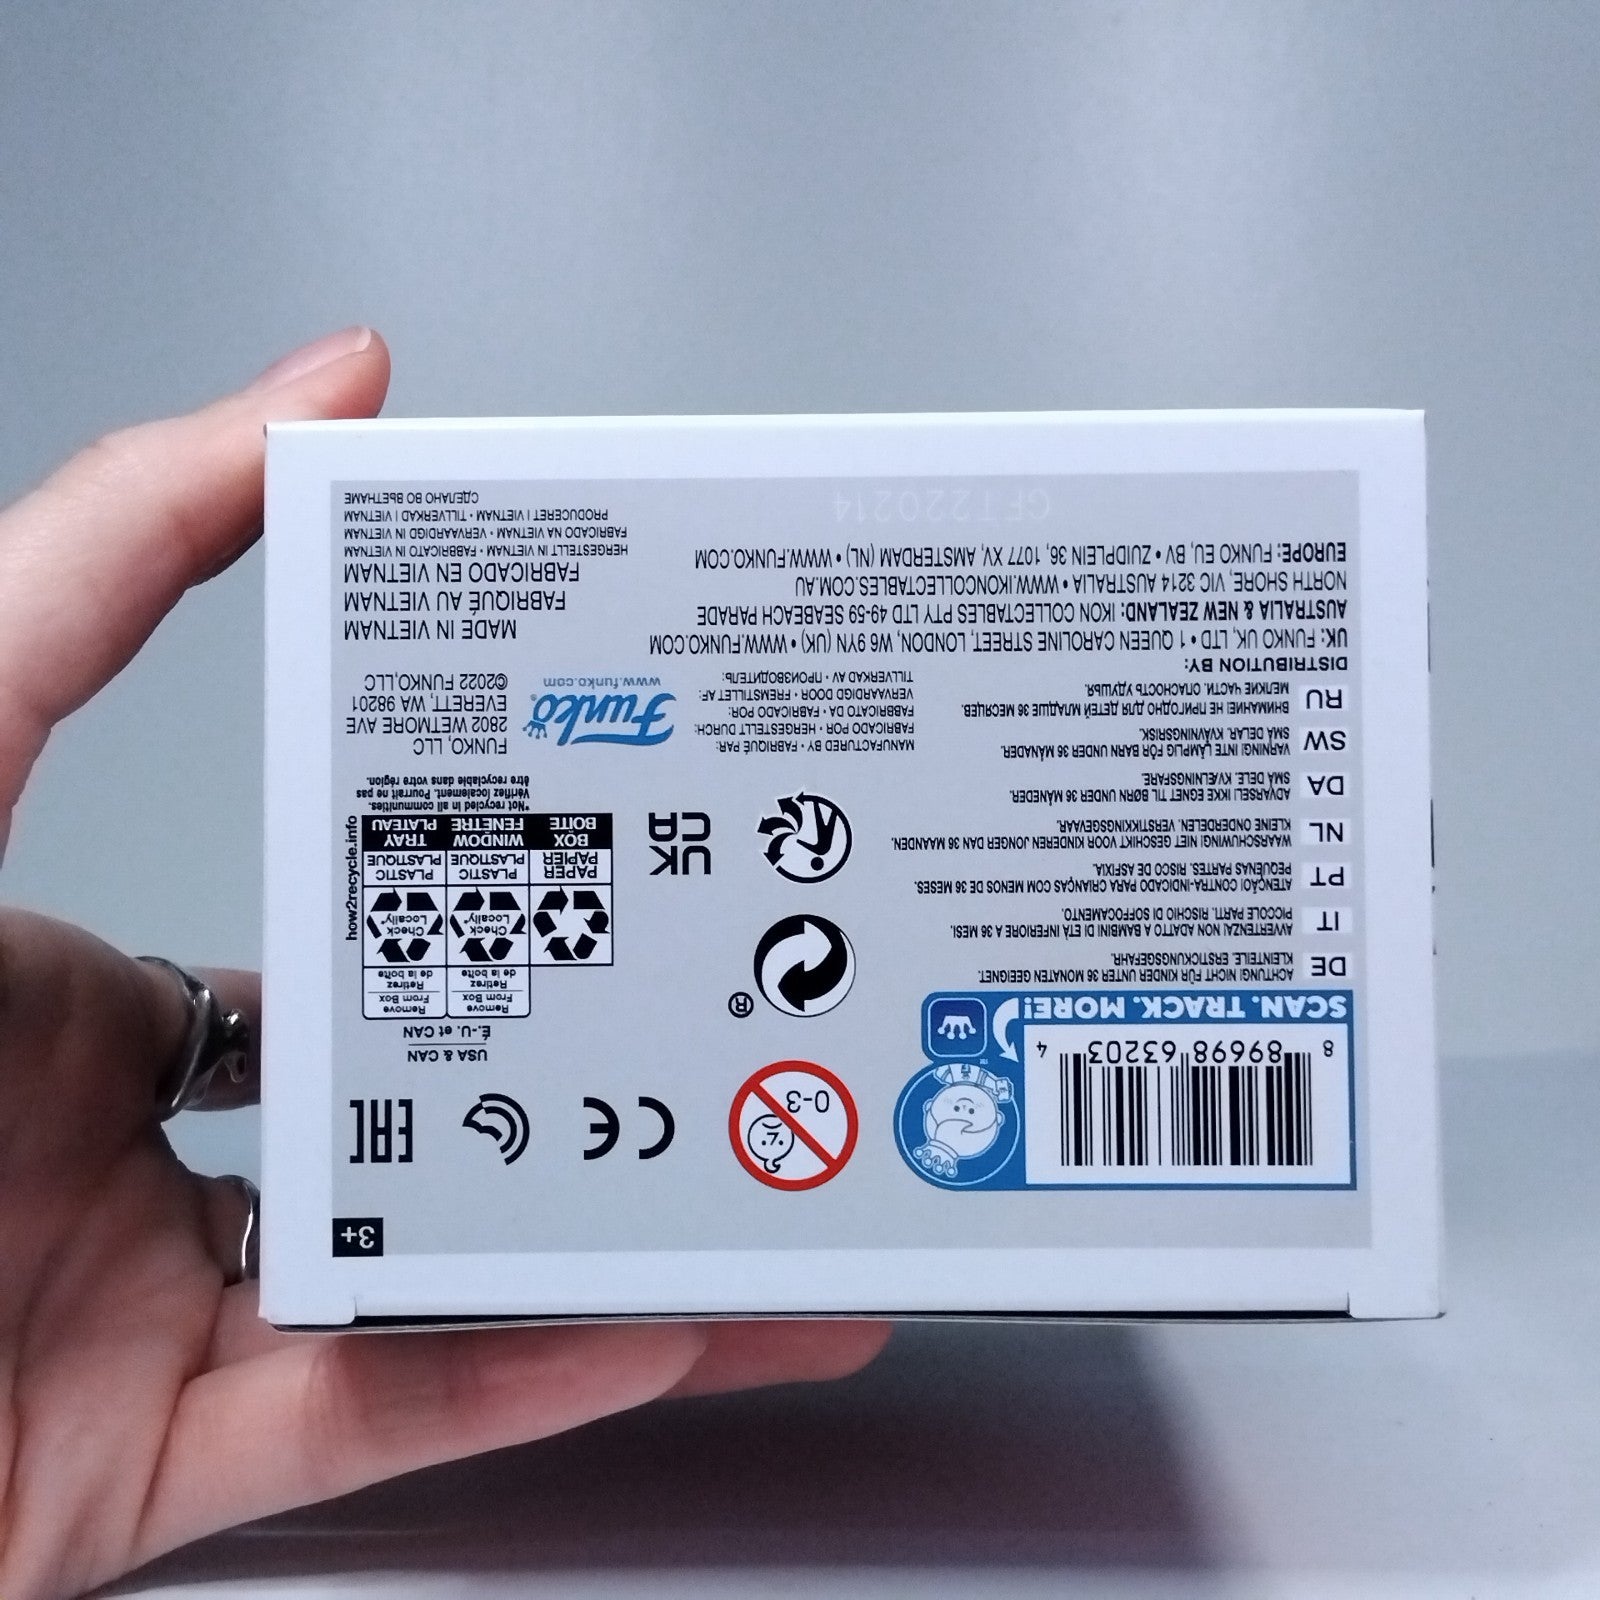 3+
8 89698 63203 4
SCAN. TRACK. MORE!
™
DE ACHTUNG! NICHT FÜR KINDER UNTER 36 MONATEN GEEIGNET.
KLEINTEILE. ERSTICKUNGSGEFAHR.
IT AVVERTENZA! NON ADATTO A BAMBINI DI ETÀ INFERIORE A 36 MESI.
PICCOLE PARTI. RISCHIO DI SOFFOCAMENTO.
PT ATENÇÃO! CONTRA-INDICADO PARA CRIANÇAS COM MENOS DE 36 MESES.
PEQUENAS PARTES. RISCO DE ASFIXIA.
NL WAARSCHUWING! NIET GESCHIKT VOOR KINDEREN JONGER DAN 36 MAANDEN.
KLEINE ONDERDELEN. VERSTIKKINGSGEVAAR.
DA ADVARSEL! IKKE EGNET TIL BØRN UNDER 36 MÅNEDER.
SMÅ DELE. KVÆLNINGSFARE.
SW VARNING! INTE LÄMPLIG FÖR BARN UNDER 36 MÅNADER.
SMÅ DELAR. KVÄVNINGSRISK.
RU ВНИМАНИЕ! НЕ ПРИГОДНО ДЛЯ ДЕТЕЙ МЛАДШЕ 36 МЕСЯЦЕВ.
МЕЛКИЕ ЧАСТИ. ОПАСНОСТЬ УДУШЬЯ.
0-3
CE
EAC
®
UK
CA
USA & CAN
É.-U. et CAN
Remove
From Box
Retirez
de la boîte
Remove
From Box
Retirez
de la boîte
Check
Locally*
Check
Locally*
PAPER
PAPIER
BOX
BOÎTE
PLASTIC
PLASTIQUE
WINDOW
FENÊTRE
PLASTIC
PLASTIQUE
TRAY
PLATEAU
how2recycle.info
*Not recycled in all communities.
Vérifiez localement. Pourrait ne pas
être recyclable dans votre région.
MANUFACTURED BY • FABRIQUÉ PAR:
FABRICADO POR • HERGESTELLT DURCH:
FABBRICATO DA • FABRICADO POR:
VERVAARDIGD DOOR • FREMSTILLET AF:
TILLVERKAD AV • ПРОИЗВОДИТЕЛЬ:
Funko®
www.funko.com
FUNKO, LLC
2802 WETMORE AVE
EVERETT, WA 98201
©2022 FUNKO,LLC
DISTRIBUTION BY:
UK: FUNKO UK, LTD • 1 QUEEN CAROLINE STREET, LONDON, W6 9YN (UK) • WWW.FUNKO.COM
AUSTRALIA & NEW ZEALAND: IKON COLLECTABLES PTY LTD 49-59 SEABEACH PARADE
NORTH SHORE, VIC 3214 AUSTRALIA • WWW.IKONCOLLECTABLES.COM.AU
EUROPE: FUNKO EU, BV • ZUIDPLEIN 36, 1077 XV, AMSTERDAM (NL) • WWW.FUNKO.COM
MADE IN VIETNAM
FABRIQUÉ AU VIETNAM
FABRICADO EN VIETNAM
HERGESTELLT IN VIETNAM • FABBRICATO IN VIETNAM
FABRICADO NA VIETNAM • VERVAARDIGD IN VIETNAM
PRODUCERET I VIETNAM • TILLVERKAD I VIETNAM
СДЕЛАНО ВО ВЬЕТНАМЕ
GFT220214